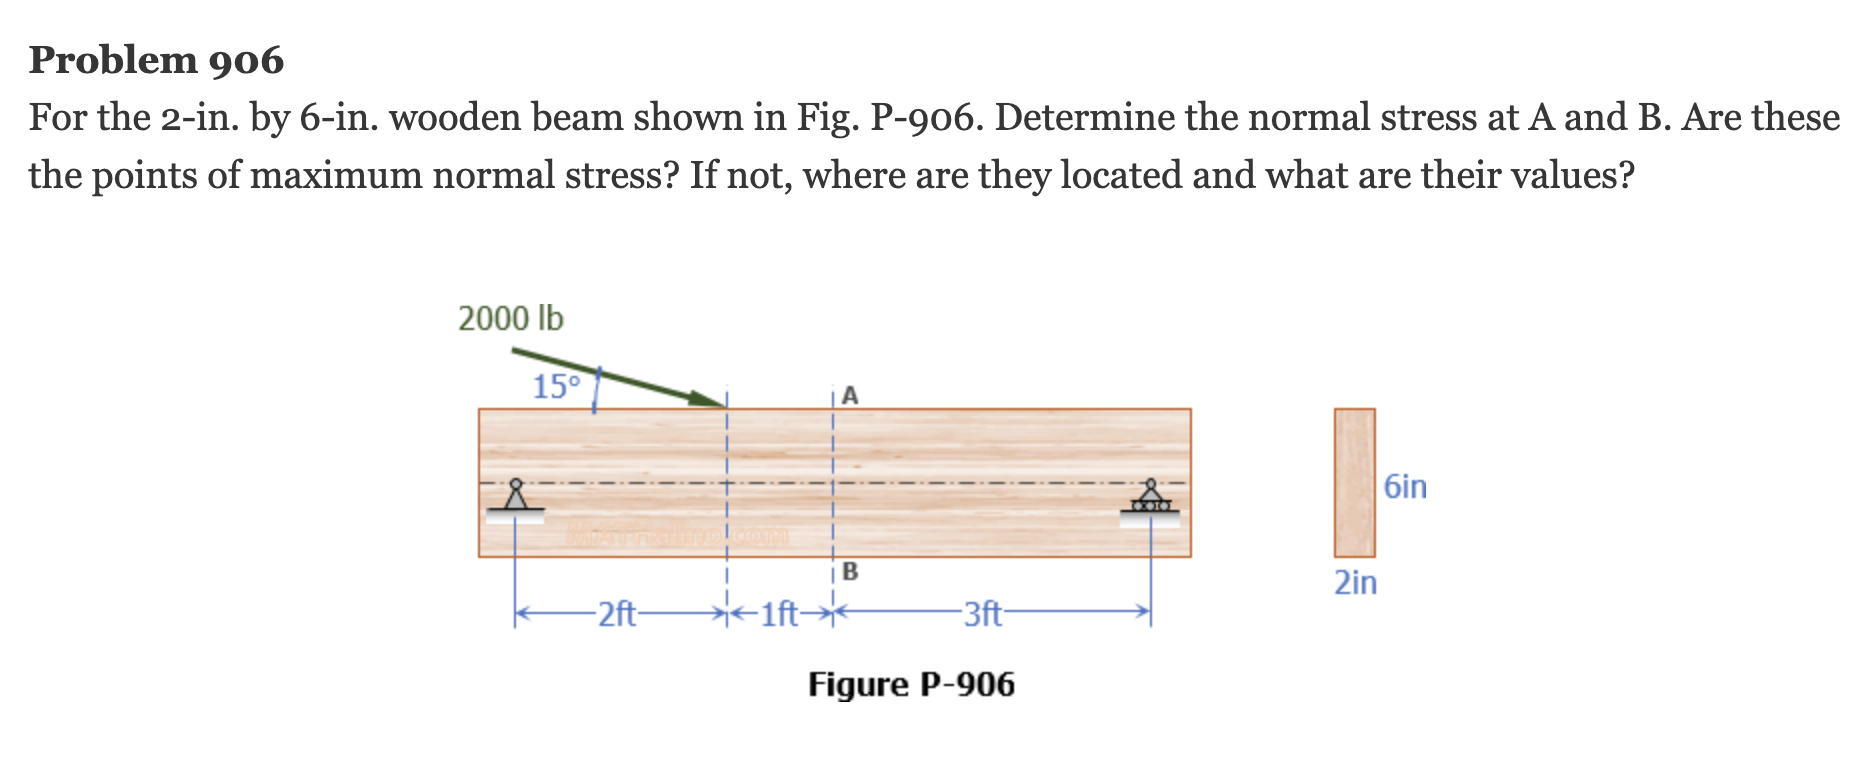 Problem 906
For the 2-in. by 6-in. wooden beam shown in Fig. P-906. Determine the normal stress at A and B. Are these
the points of maximum normal stress? If not, where are they located and what are their values?
2000 lb
15°
A
6in
B
2in
2ft
1ft
3ft
Figure P-906